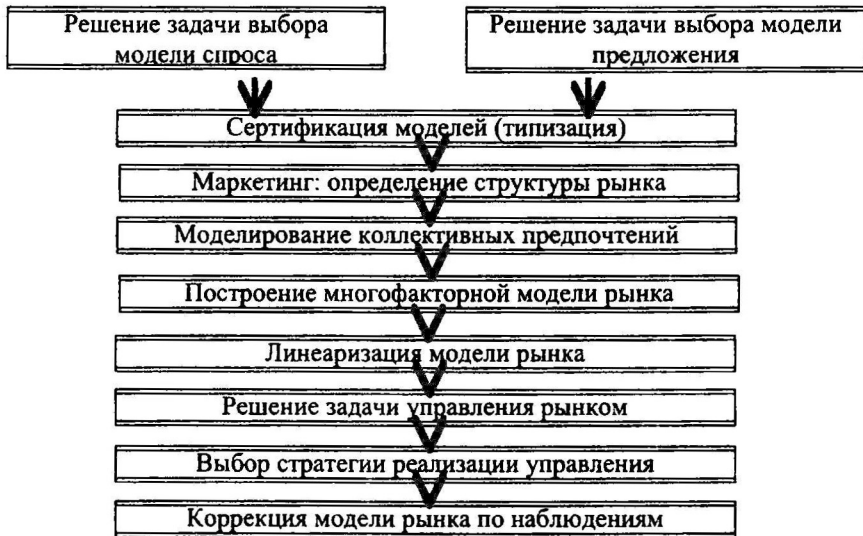 Решение задачи выбора
модели спроса
Решение задачи выбора модели
предложения
Сертификация моделей (типизация)
Маркетинг: определение структуры рынка
Моделирование коллективных предпочтений
Построение многофакторной модели рынка
Линеаризация модели рынка
Решение задачи управления рынком
Выбор стратегии реализации управления
Коррекция модели рынка по наблюдениям